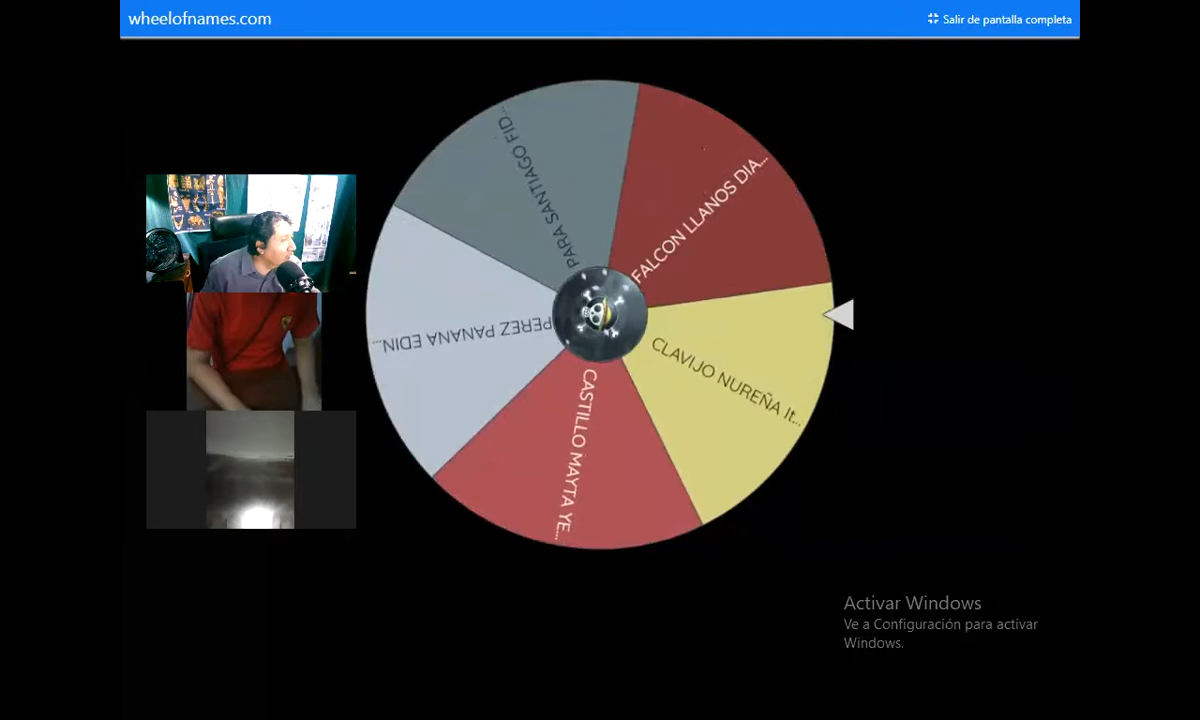 wheelofnames.com
Salir de pantalla completa
PARA SANTIAGO FID...
FALCON LLANOS DIA...
PEREZ PANANA EDIN...
CLAVIJO NUREÑA It...
CASTILLO MAYTA YE...
Activar Windows
Ve a Configuración para activar
Windows.